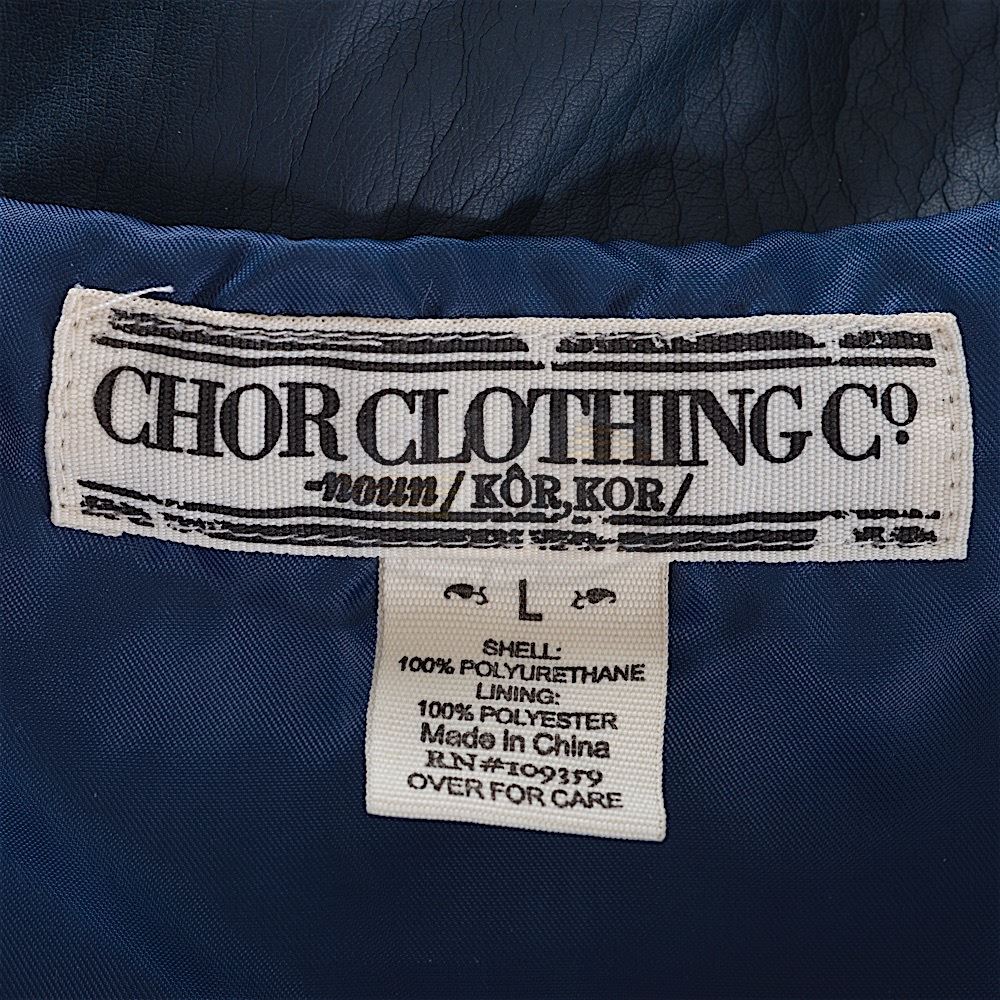 CHOR CLOTHING Cº.
-noun/KÔR,KOR/
L
SHELL:
100% POLYURETHANE
LINING:
100% POLYESTER
Made In China
RN#109359
OVER FOR CARE